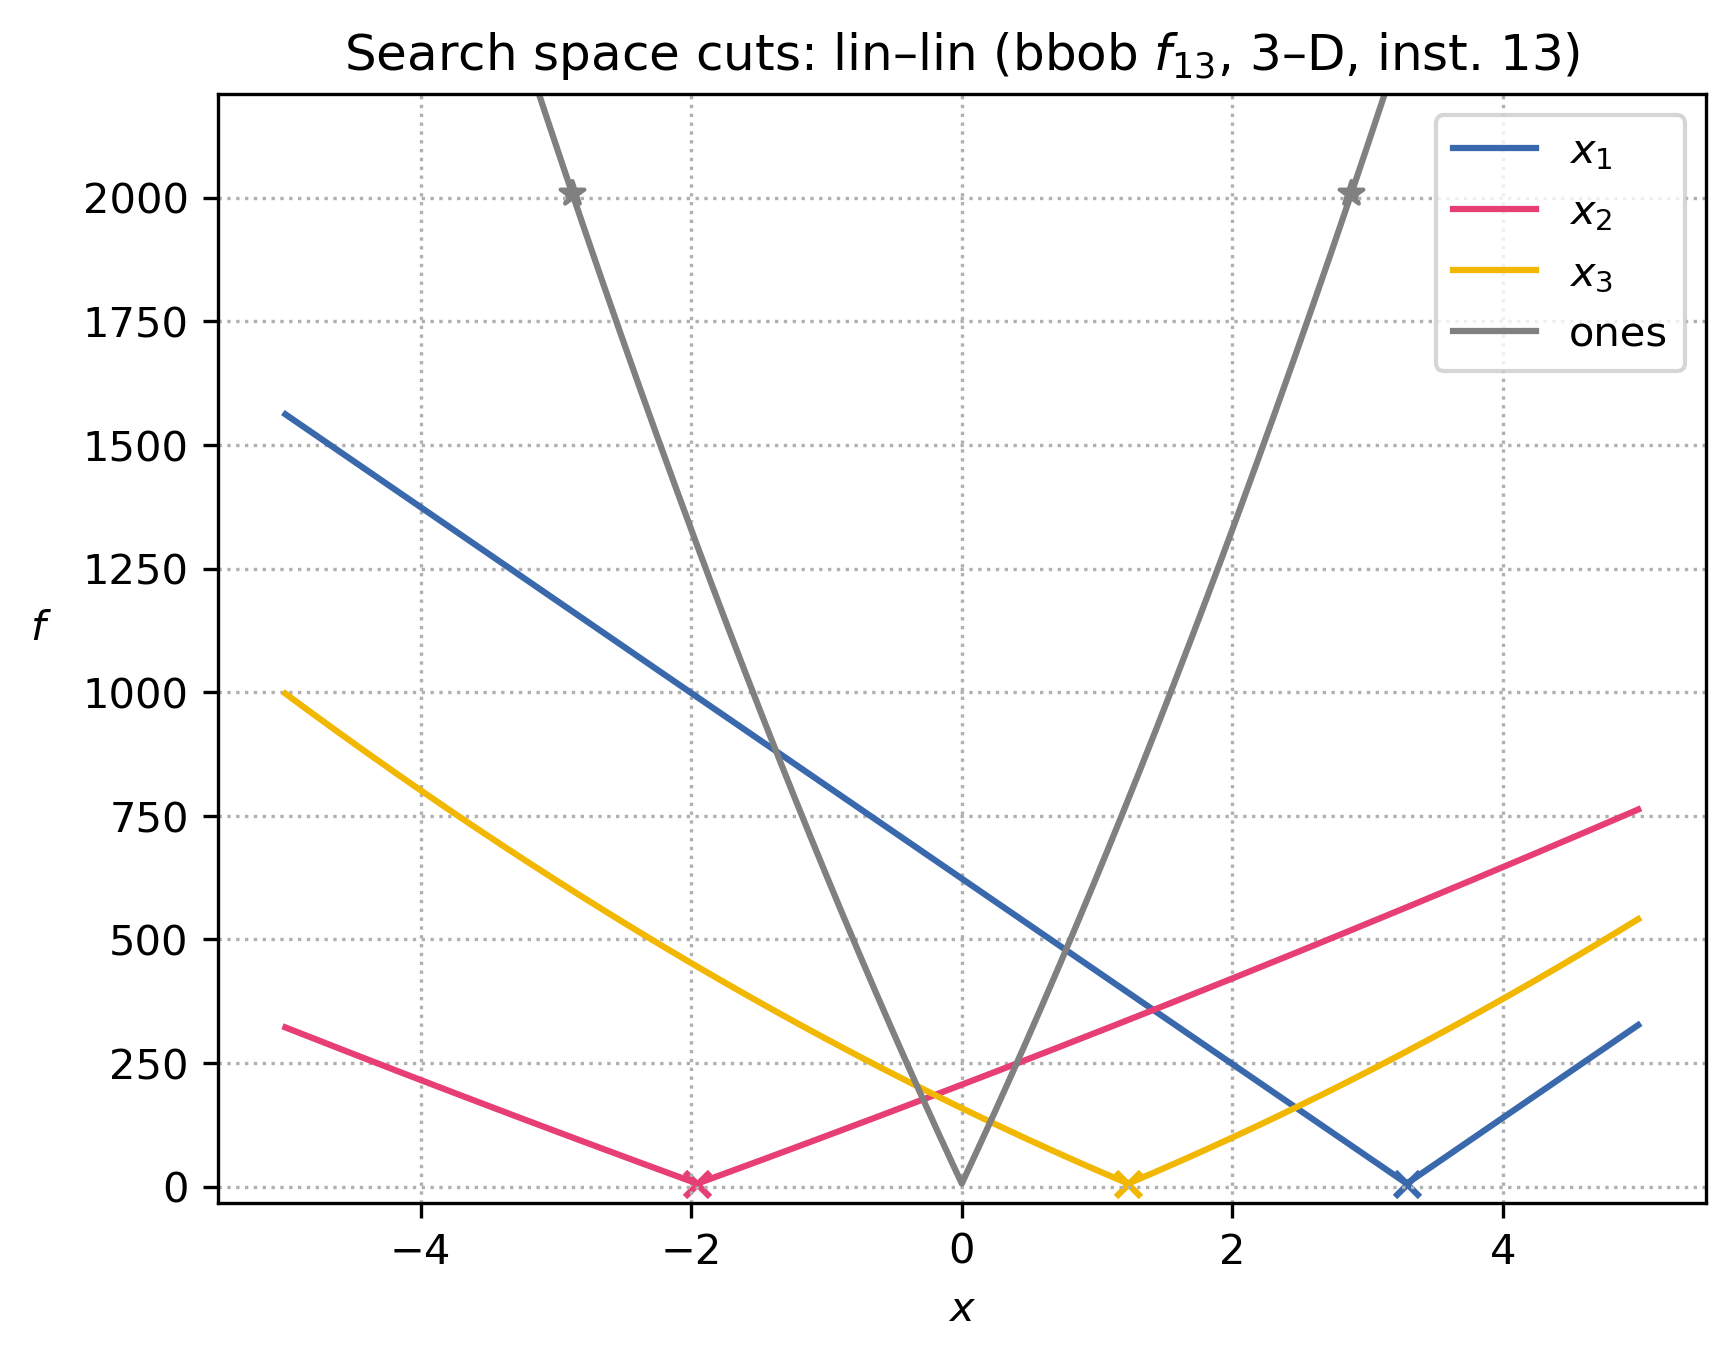 Search space cuts: lin–lin (bbob f₁₃, 3–D, inst. 13)
x₁
x₂
x₃
ones
2000
1750
1500
1250
1000
750
500
250
0
f
−4
−2
0
2
4
x